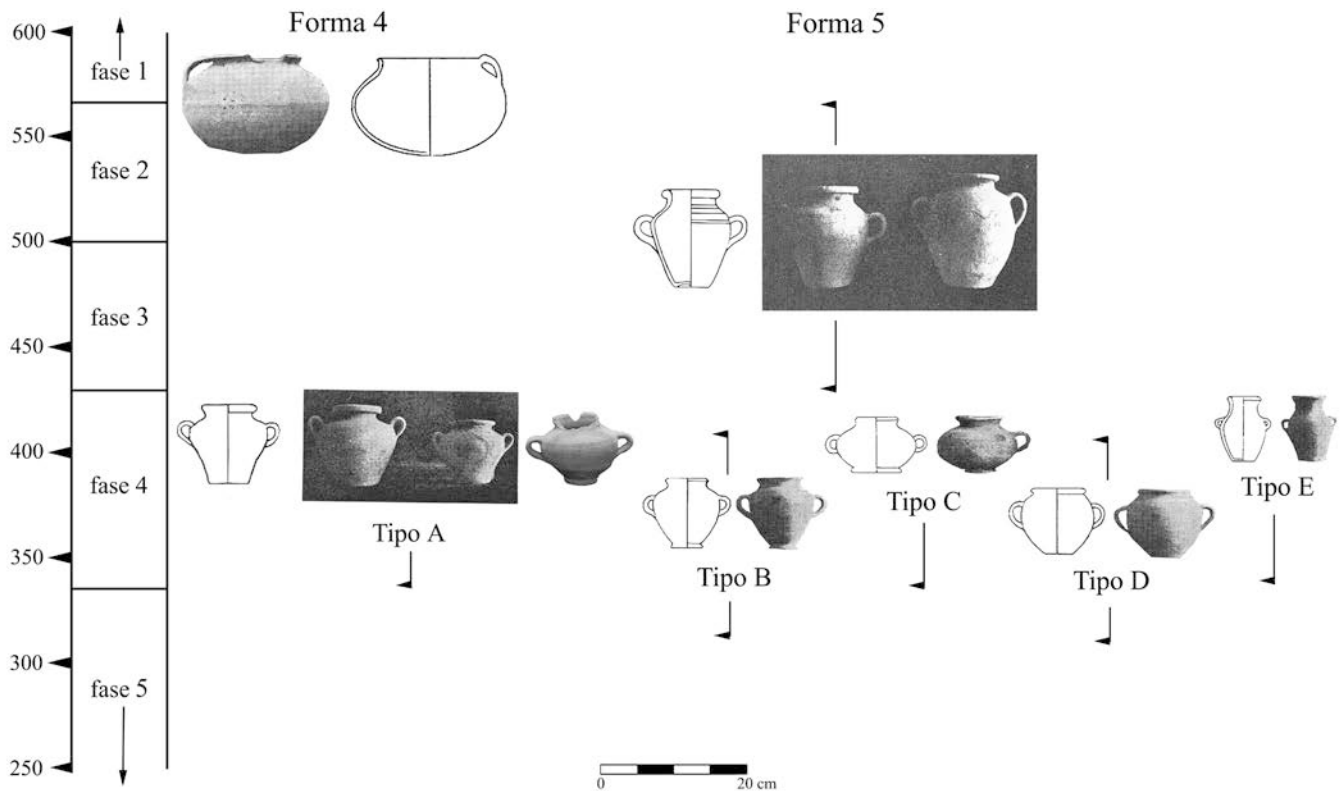 600
Forma 4
Forma 5
fase 1
550
fase 2
500
fase 3
450
400
fase 4
Tipo A
Tipo B
Tipo C
Tipo D
Tipo E
350
300
fase 5
250
0
20 cm